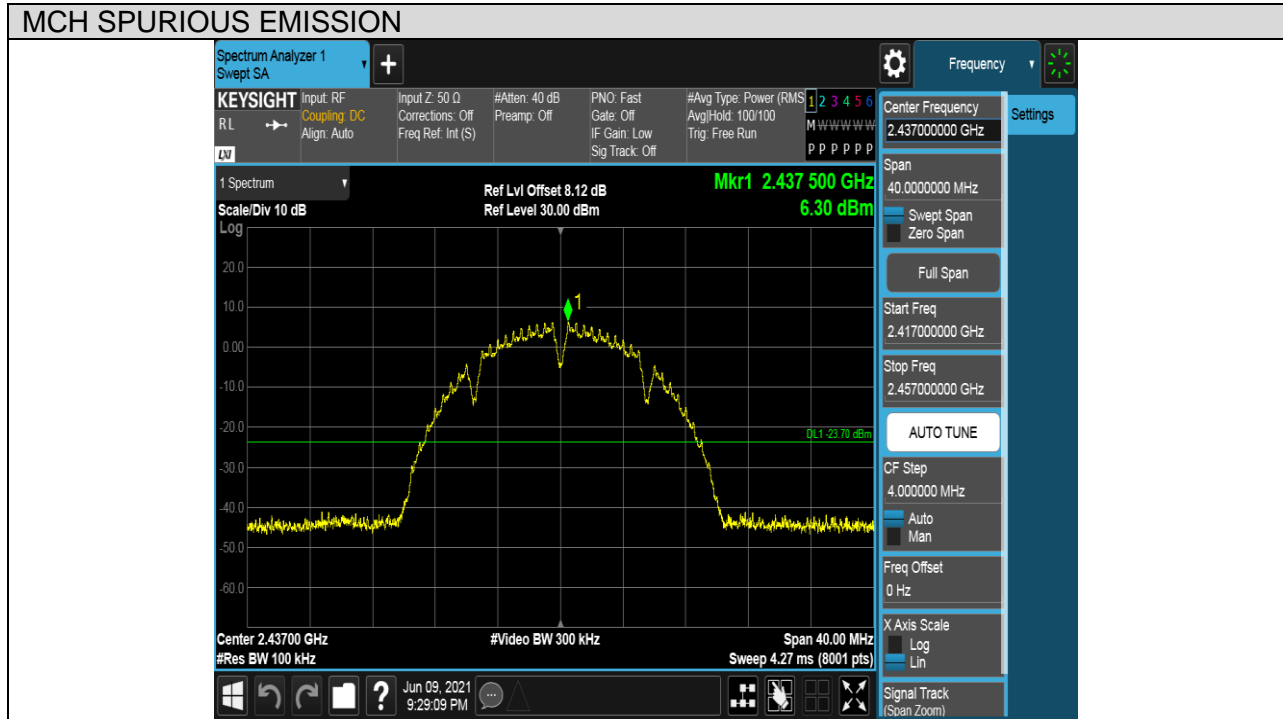 MCH SPURIOUS EMISSION
Spectrum Analyzer 1
Swept SA
Frequency
KEYSIGHT
RL
LXI
Input: RF
Coupling: DC
Align: Auto
Input Z: 50 Ω
Corrections: Off
Freq Ref: Int (S)
#Atten: 40 dB
Preamp: Off
PNO: Fast
Gate: Off
IF Gain: Low
Sig Track: Off
#Avg Type: Power (RMS
Avg|Hold: 100/100
Trig: Free Run
1 2 3 4 5 6
M W W W W W
P P P P P P
1 Spectrum
Scale/Div 10 dB
Ref Lvl Offset 8.12 dB
Ref Level 30.00 dBm
Mkr1 2.437 500 GHz
6.30 dBm
Log
20.0
10.0
0.00
-10.0
-20.0
-30.0
-40.0
-50.0
-60.0
1
DL1 -23.70 dBm
Center 2.43700 GHz
#Res BW 100 kHz
#Video BW 300 kHz
Span 40.00 MHz
Sweep 4.27 ms (8001 pts)
Center Frequency
2.437000000 GHz
Settings
Span
40.0000000 MHz
Swept Span
Zero Span
Full Span
Start Freq
2.417000000 GHz
Stop Freq
2.457000000 GHz
AUTO TUNE
CF Step
4.000000 MHz
Auto
Man
Freq Offset
0 Hz
X Axis Scale
Log
Lin
Signal Track
(Span Zoom)
?
Jun 09, 2021
9:29:09 PM